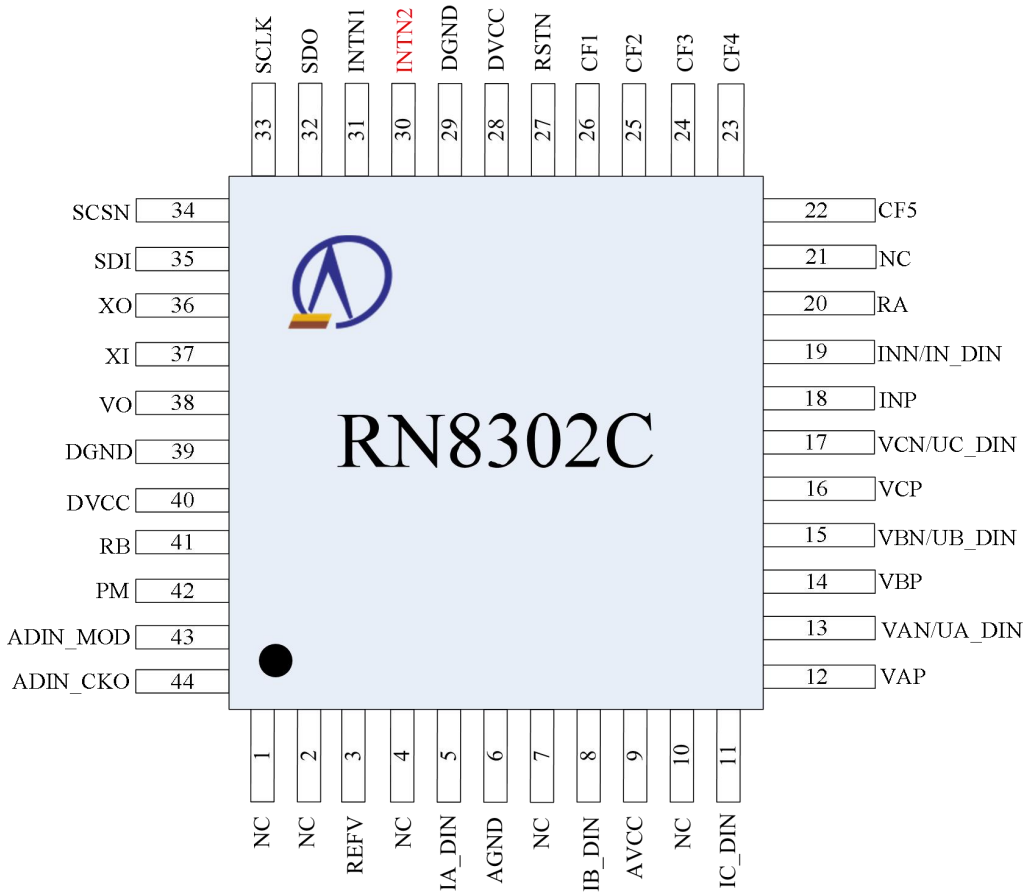 SCLK
SDO
INTN1
INTN2
DGND
DVCC
RSTN
CF1
CF2
CF3
CF4
33
32
31
30
29
28
27
26
25
24
23
SCSN 34
SDI 35
XO 36
XI 37
VO 38
DGND 39
DVCC 40
RB 41
PM 42
ADIN_MOD 43
ADIN_CKO 44
RN8302C
22 CF5
21 NC
20 RA
19 INN/IN_DIN
18 INP
17 VCN/UC_DIN
16 VCP
15 VBN/UB_DIN
14 VBP
13 VAN/UA_DIN
12 VAP
1
2
3
4
5
6
7
8
9
10
11
NC
NC
REFV
NC
IA_DIN
AGND
NC
IB_DIN
AVCC
NC
IC_DIN